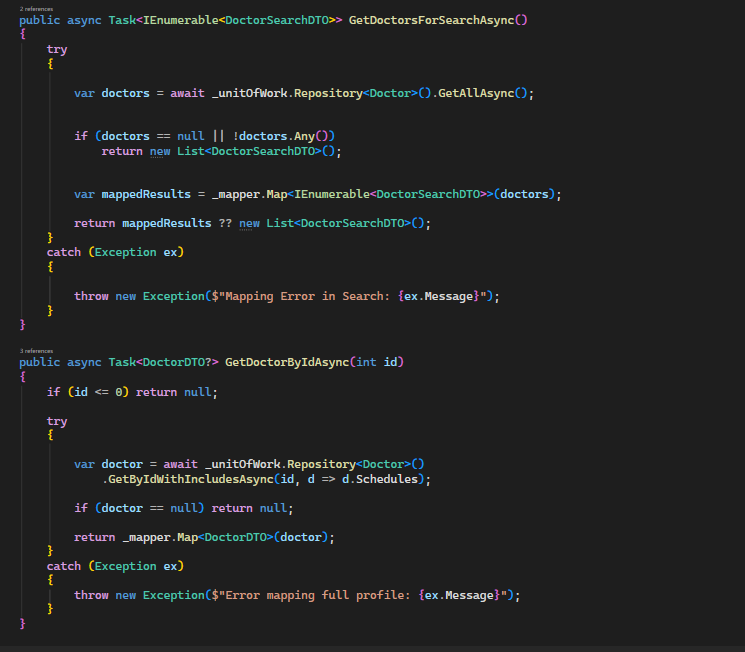 2 references
public async Task<IEnumerable<DoctorSearchDTO>> GetDoctorsForSearchAsync()
{
try
{
var doctors = await _unitOfWork.Repository<Doctor>().GetAllAsync();
if (doctors == null || !doctors.Any())
return new List<DoctorSearchDTO>();
var mappedResults = _mapper.Map<IEnumerable<DoctorSearchDTO>>(doctors);
return mappedResults ?? new List<DoctorSearchDTO>();
}
catch (Exception ex)
{
throw new Exception($"Mapping Error in Search: {ex.Message}");
}
}
3 references
public async Task<DoctorDTO?> GetDoctorByIdAsync(int id)
{
if (id <= 0) return null;
try
{
var doctor = await _unitOfWork.Repository<Doctor>()
.GetByIdWithIncludesAsync(id, d => d.Schedules);
if (doctor == null) return null;
return _mapper.Map<DoctorDTO>(doctor);
}
catch (Exception ex)
{
throw new Exception($"Error mapping full profile: {ex.Message}");
}
}